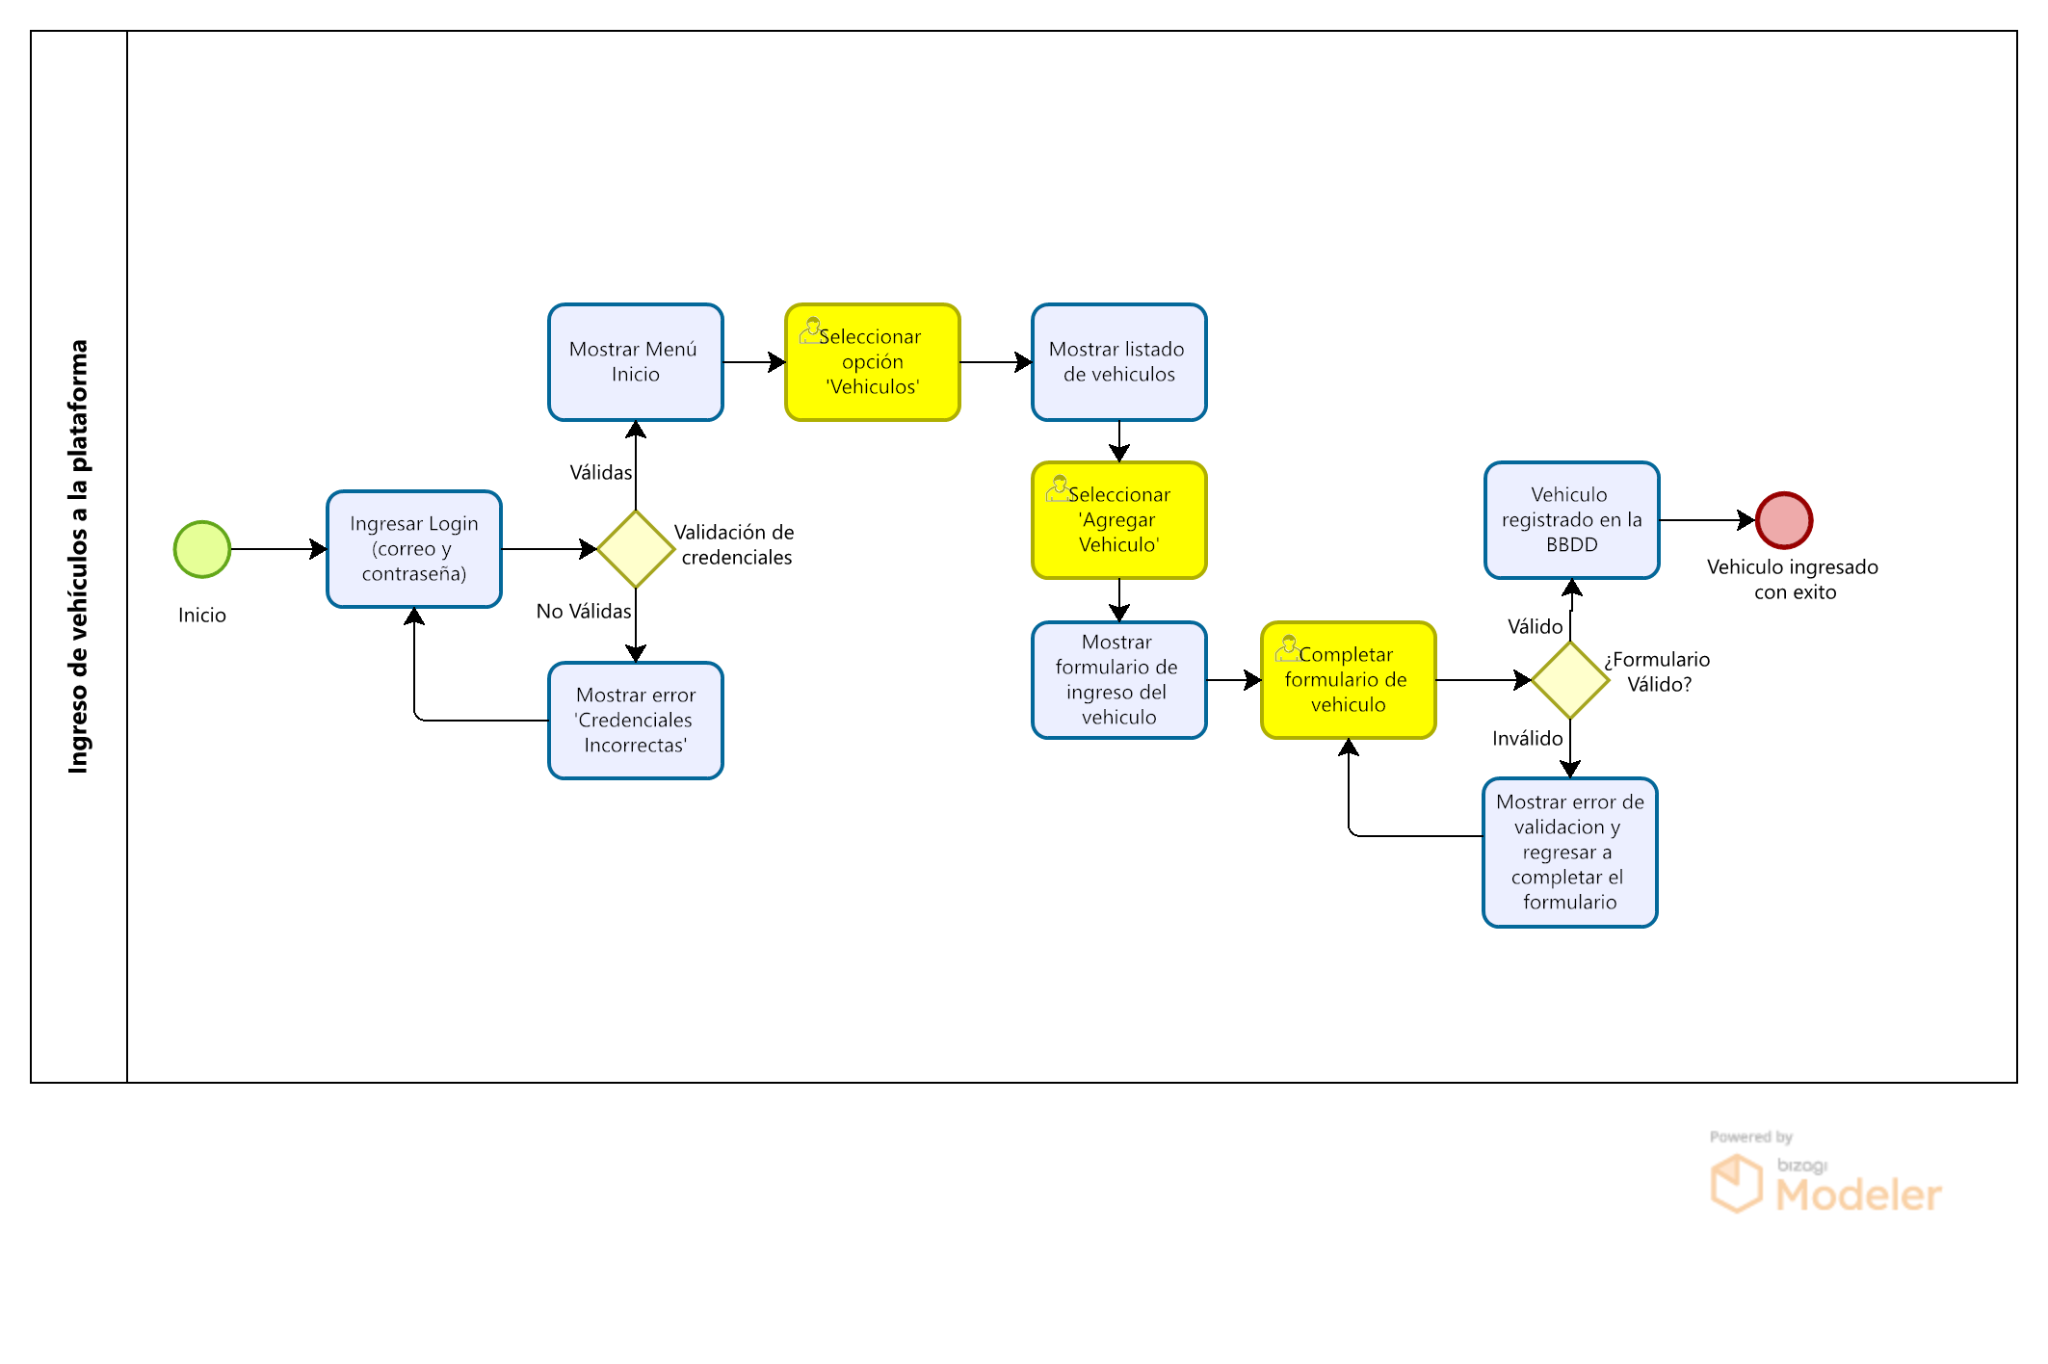 Ingreso de vehículos a la plataforma
Inicio
Ingresar Login
(correo y
contraseña)
Validación de
credenciales
Válidas
No Válidas
Mostrar error
'Credenciales
Incorrectas'
Mostrar Menú
Inicio
Seleccionar
opción
'Vehiculos'
Mostrar listado
de vehiculos
Seleccionar
'Agregar
Vehiculo'
Mostrar
formulario de
ingreso del
vehiculo
Completar
formulario de
vehiculo
¿Formulario
Válido?
Válido
Inválido
Mostrar error de
validacion y
regresar a
completar el
formulario
Vehiculo
registrado en la
BBDD
Vehiculo ingresado
con exito
Powered by
bizagi
Modeler